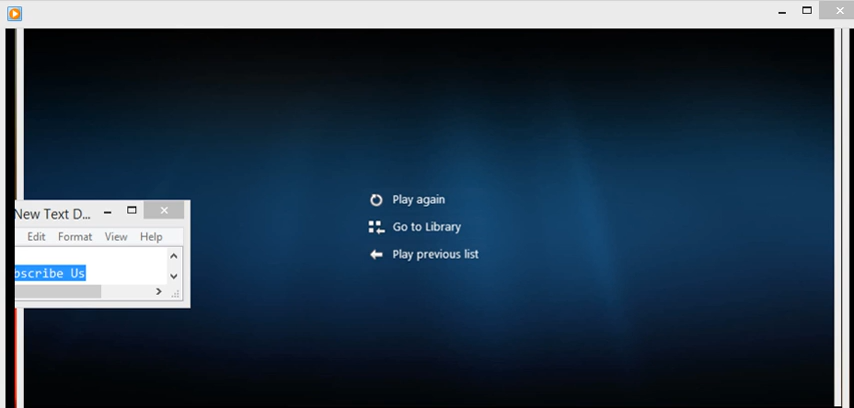 Play again
Go to Library
Play previous list
New Text D...
Edit Format View Help
bscribe Us